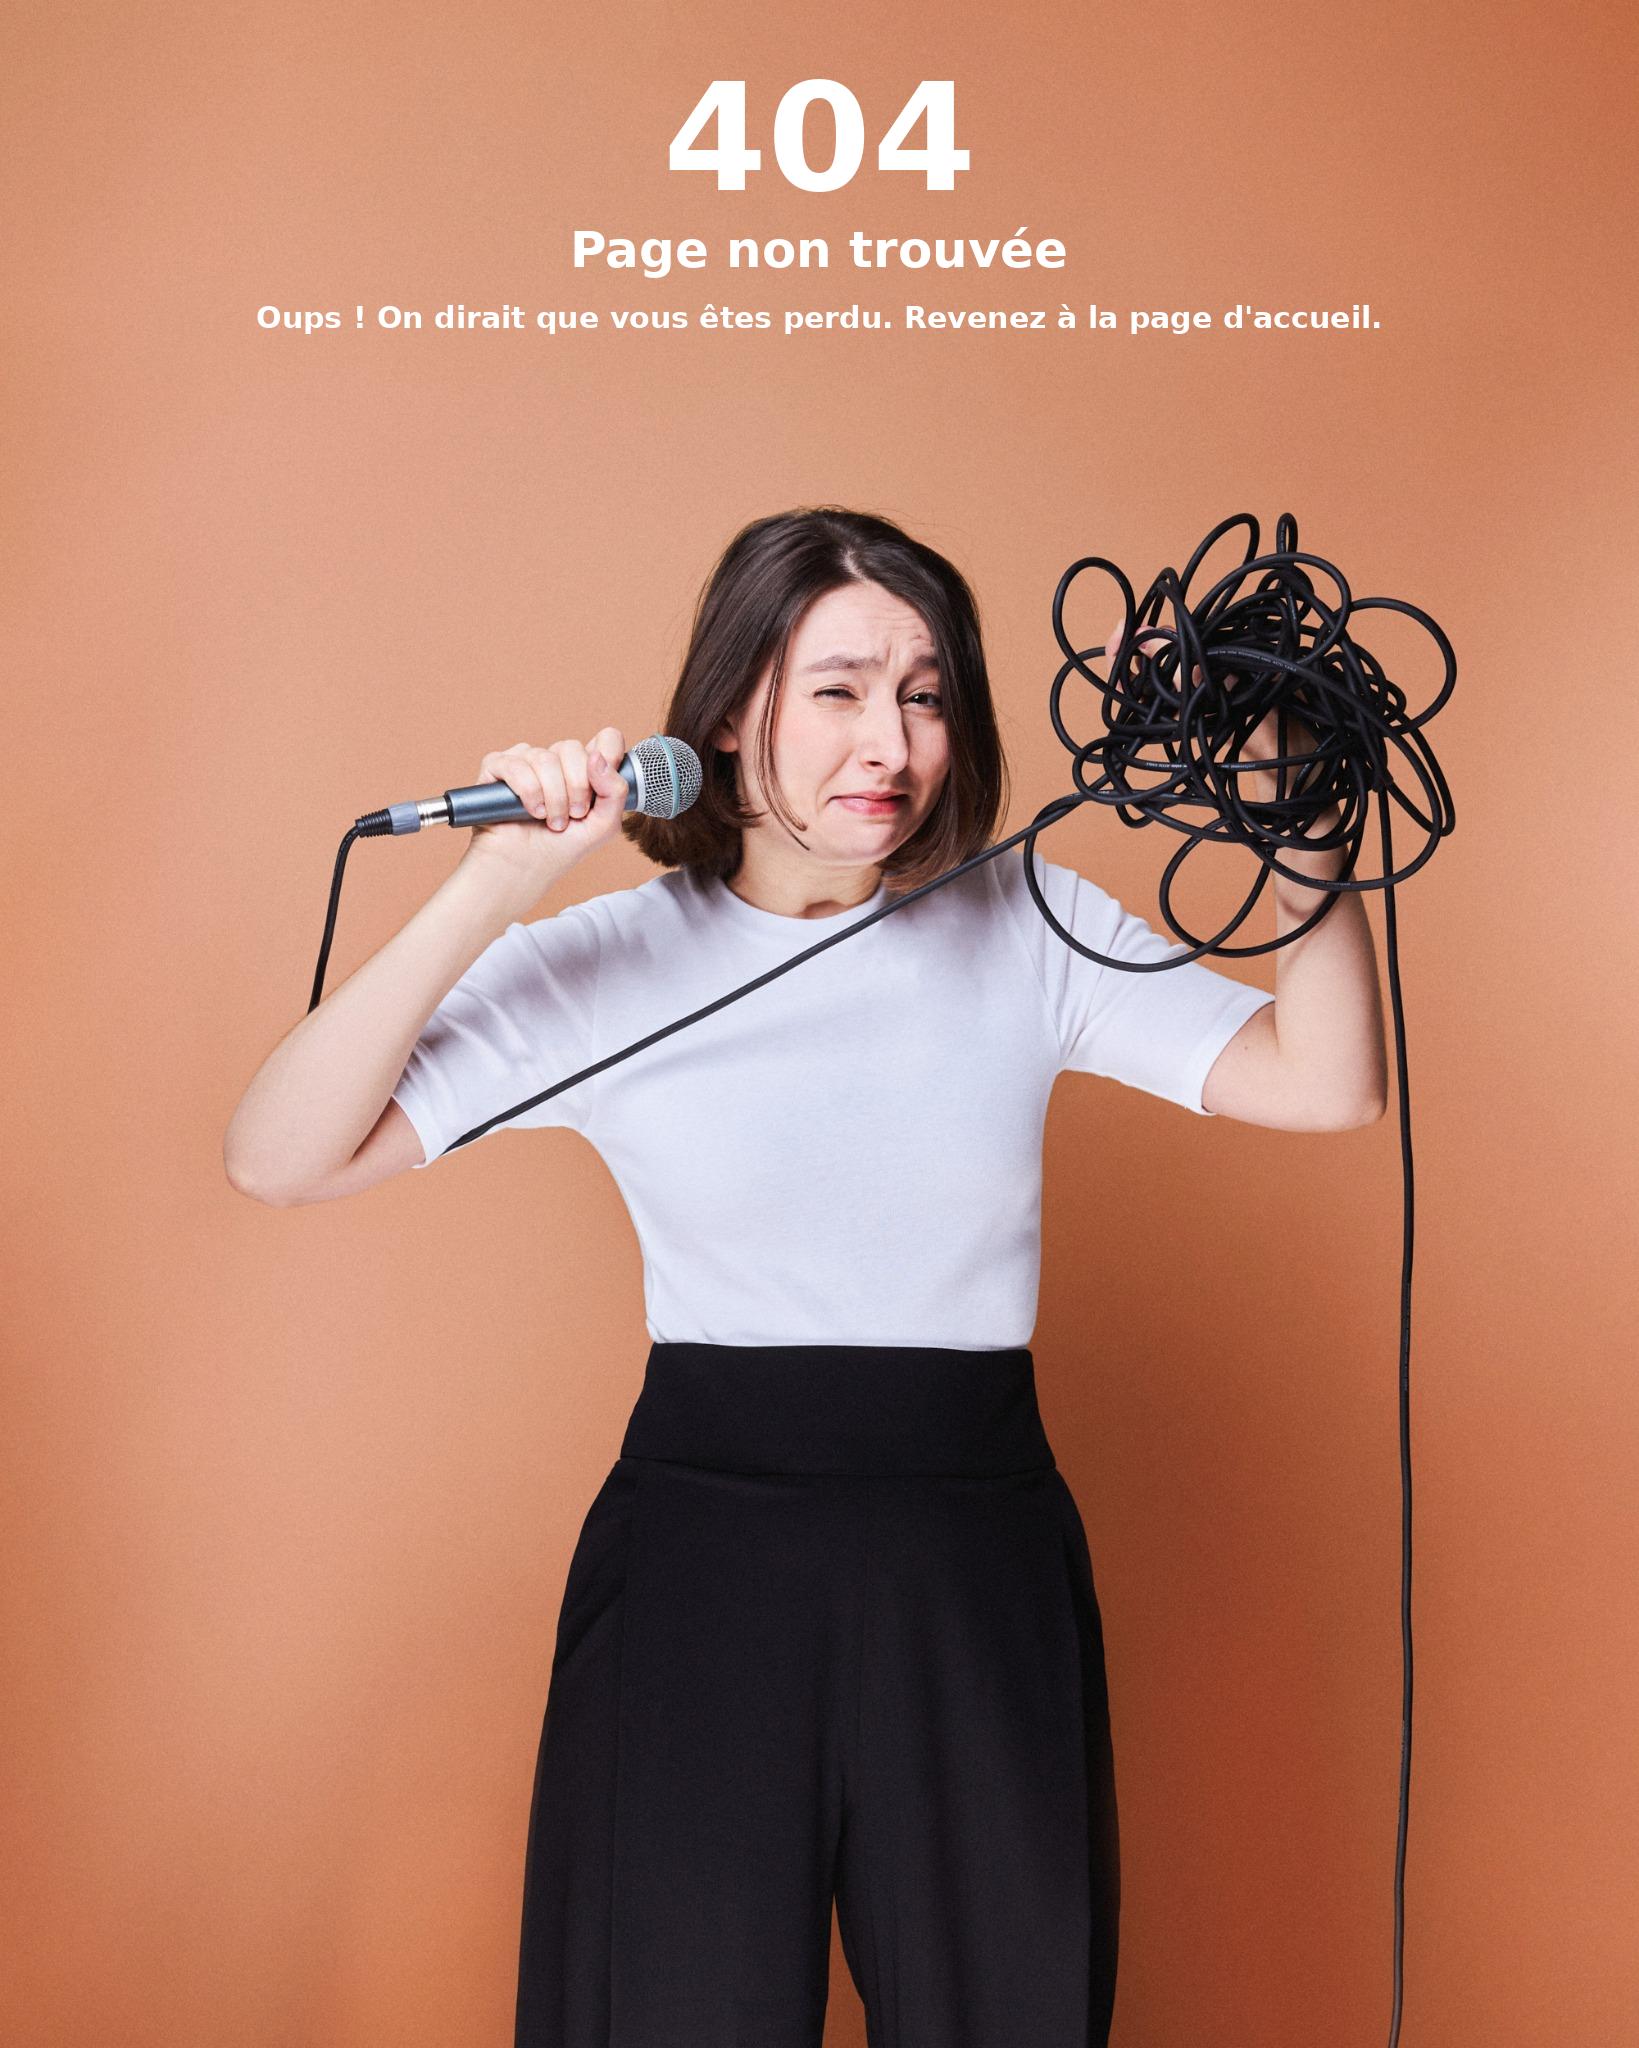 404
Page non trouvée
Oups ! On dirait que vous êtes perdu. Revenez à la page d'accueil.